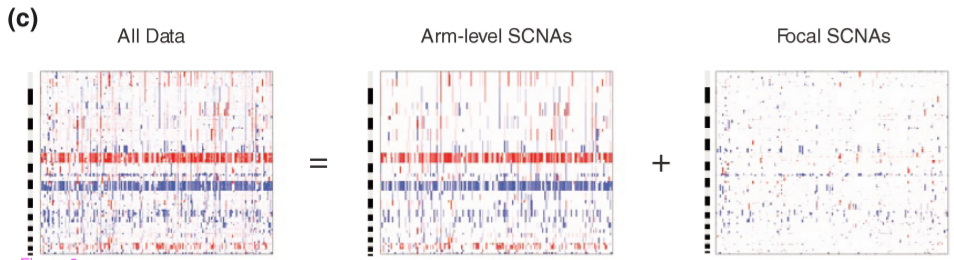 (c)
All Data
Arm-level SCNAs
Focal SCNAs
=
+